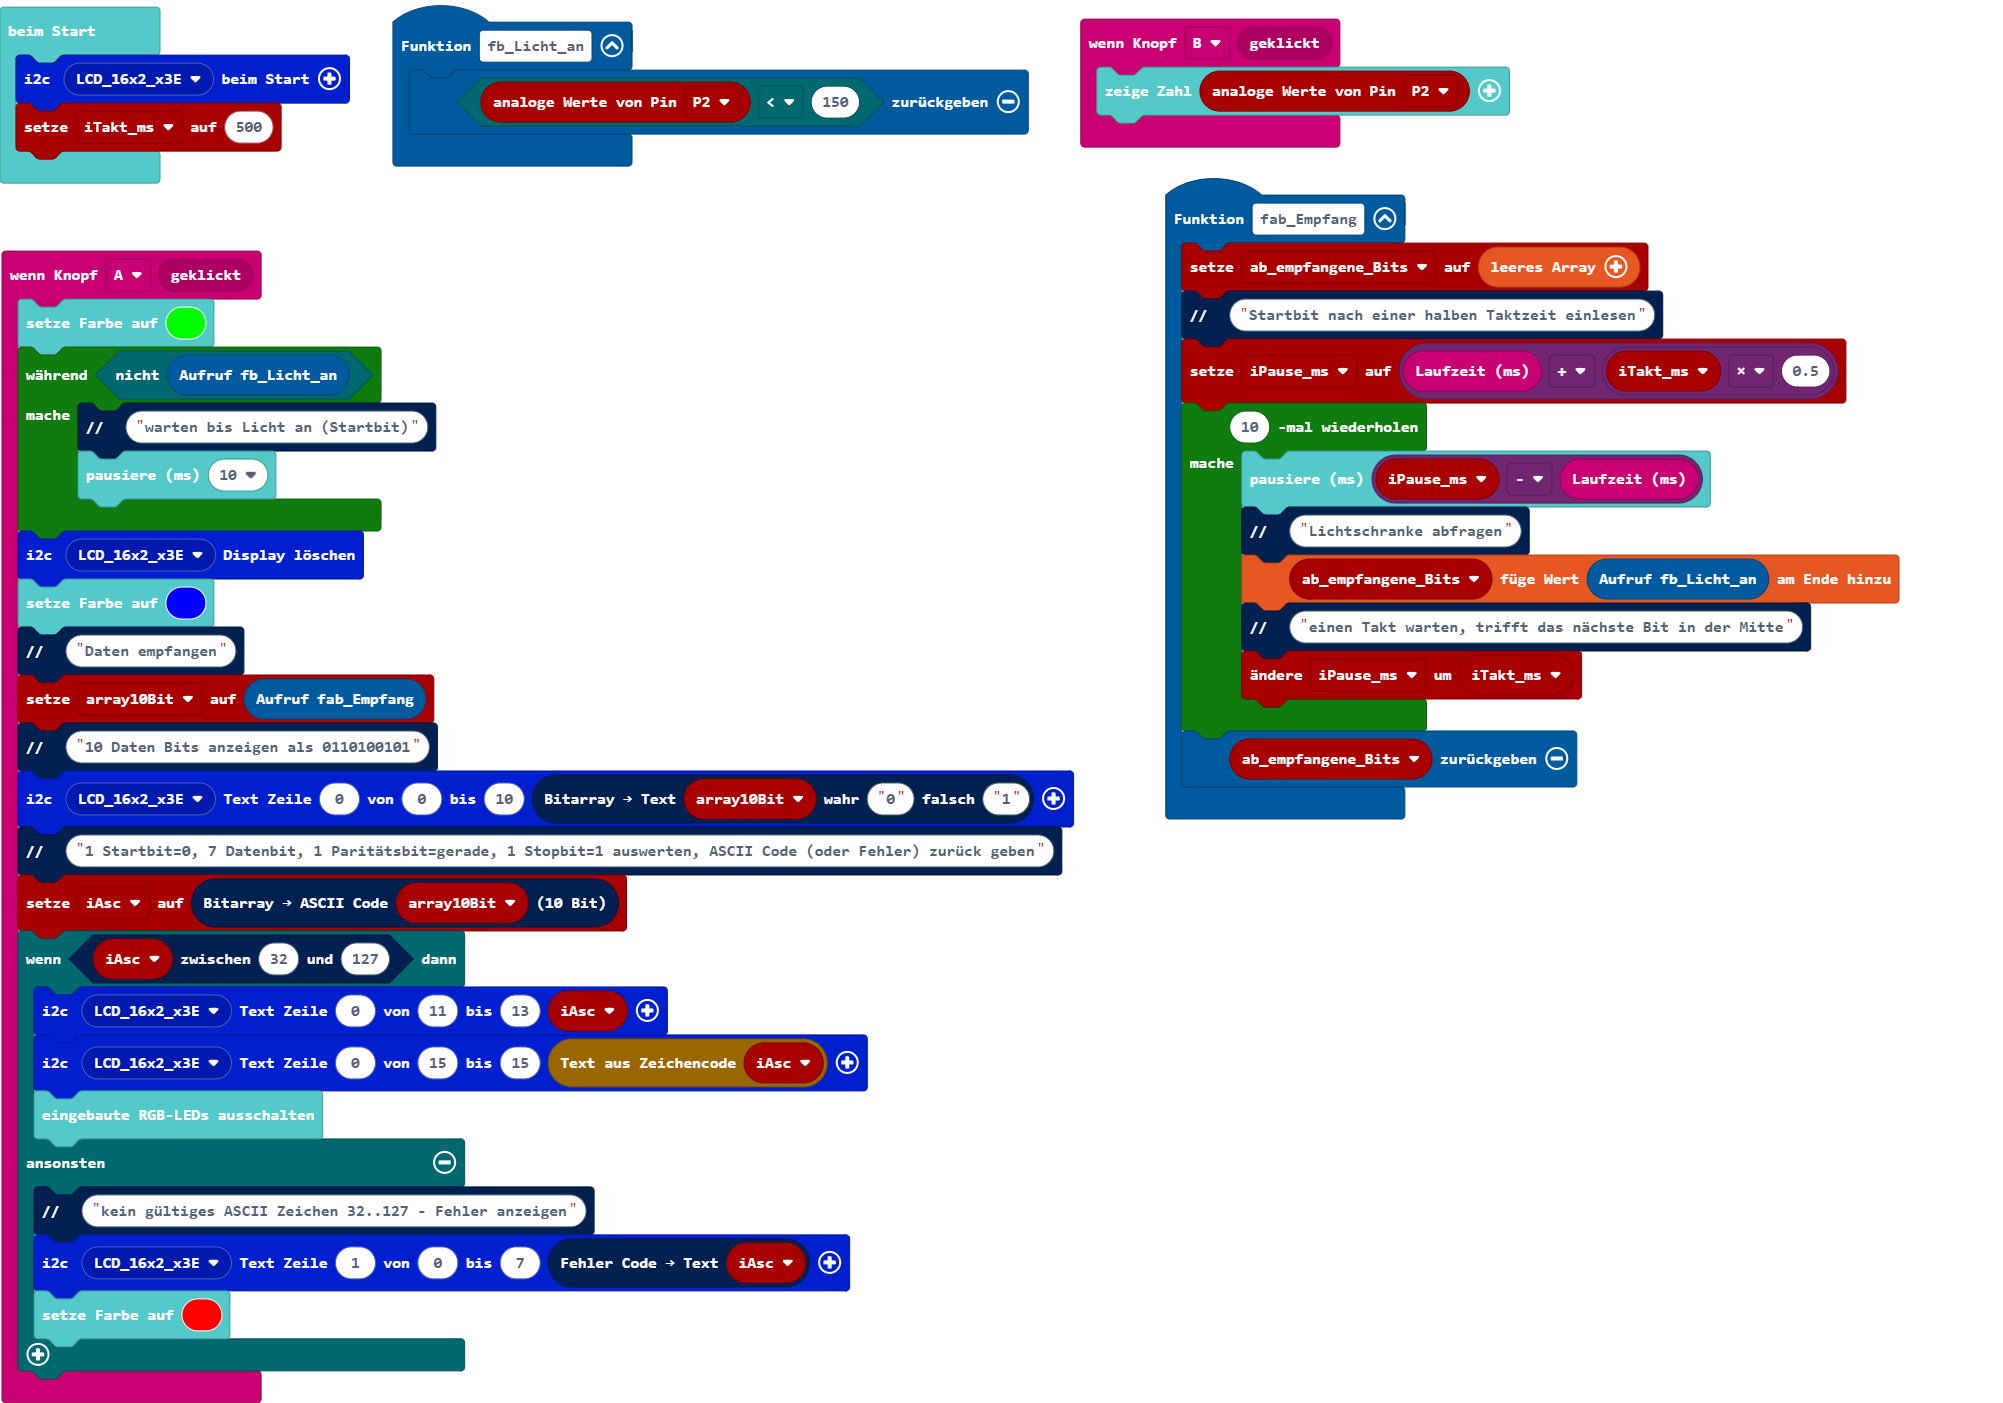 beim Start
i2c LCD_16x2_x3E beim Start
setze iTakt_ms auf 500
Funktion fb_Licht_an
analoge Werte von Pin P2 < 150 zurückgeben
wenn Knopf B geklickt
zeige Zahl analoge Werte von Pin P2
wenn Knopf A geklickt
setze Farbe auf
während nicht Aufruf fb_Licht_an
mache
// "warten bis Licht an (Startbit)"
pausiere (ms) 10
i2c LCD_16x2_x3E Display löschen
setze Farbe auf
// "Daten empfangen"
setze array10Bit auf Aufruf fab_Empfang
// "10 Daten Bits anzeigen als 0110100101"
i2c LCD_16x2_x3E Text Zeile 0 von 0 bis 10 Bitarray → Text array10Bit wahr "0" falsch "1"
// "1 Startbit=0, 7 Datenbit, 1 Paritätsbit=gerade, 1 Stopbit=1 auswerten, ASCII Code (oder Fehler) zurück geben"
setze iAsc auf Bitarray → ASCII Code array10Bit (10 Bit)
wenn iAsc zwischen 32 und 127 dann
i2c LCD_16x2_x3E Text Zeile 0 von 11 bis 13 iAsc
i2c LCD_16x2_x3E Text Zeile 0 von 15 bis 15 Text aus Zeichencode iAsc
eingebaute RGB-LEDs ausschalten
ansonsten
// "kein gültiges ASCII Zeichen 32..127 - Fehler anzeigen"
i2c LCD_16x2_x3E Text Zeile 1 von 0 bis 7 Fehler Code → Text iAsc
setze Farbe auf
Funktion fab_Empfang
setze ab_empfangene_Bits auf leeres Array
// "Startbit nach einer halben Taktzeit einlesen"
setze iPause_ms auf Laufzeit (ms) + iTakt_ms × 0.5
10 -mal wiederholen
mache
pausiere (ms) iPause_ms - Laufzeit (ms)
// "Lichtschranke abfragen"
ab_empfangene_Bits füge Wert Aufruf fb_Licht_an am Ende hinzu
// "einen Takt warten, trifft das nächste Bit in der Mitte"
ändere iPause_ms um iTakt_ms
ab_empfangene_Bits zurückgeben